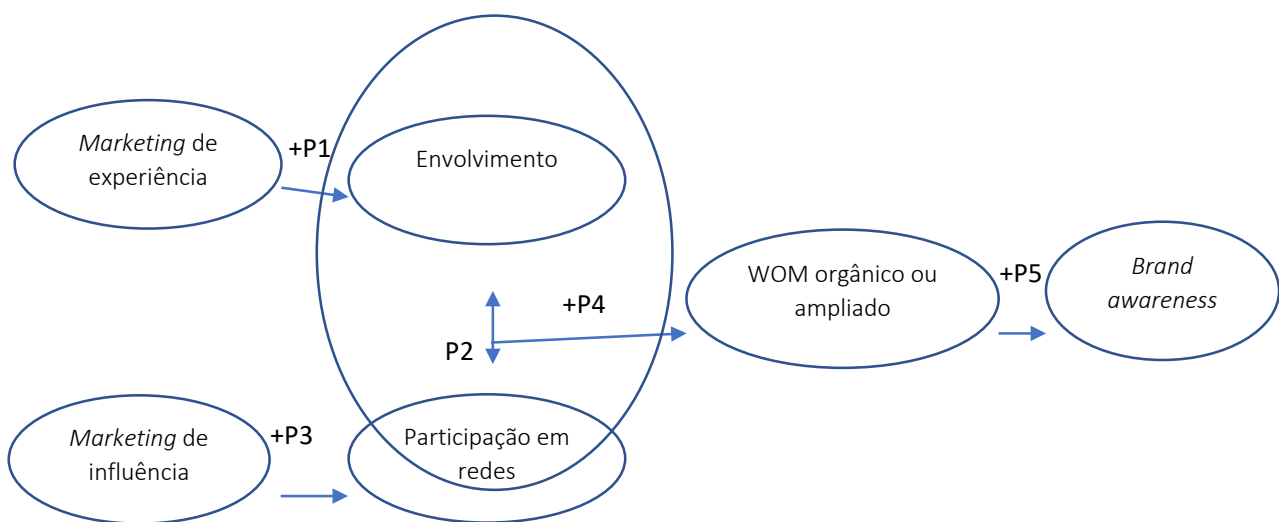 Marketing de
experiência
+P1
Envolvimento
WOM orgânico ou
ampliado
+P5
Brand
awareness
+P4
P2
Marketing de
influência
+P3
Participação em
redes